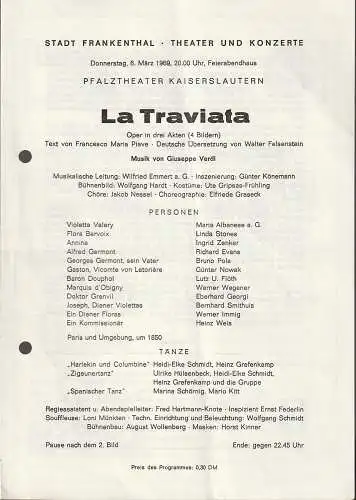 STADT FRANKENTHAL · THEATER UND KONZERTE
Donnerstag, 6. März 1969, 20.00 Uhr, Feierabendhaus
PFALZTHEATER KAISERSLAUTERN
La Traviata
Oper in drei Akten (4 Bildern)
Text von Francesco Maria Piave · Deutsche Übersetzung von Walter Felsenstein
Musik von Giuseppe Verdi
Musikalische Leitung: Wilfried Emmert a. G. · Inszenierung: Günter Könemann
Bühnenbild: Wolfgang Hardt · Kostüme: Ute Gripsas-Frühling
Chöre: Jakob Nessel · Choreographie: Elfriede Graseck
PERSONEN
Violetta Valery Maria Albanese a. G.
Flora Bervoix Linda Stones
Annina Ingrid Zenker
Alfred Germont Richard Evans
Georges Germont, sein Vater Bruno Pola
Gaston, Vicomte von Letorière Günter Nowak
Baron Douphol Lutz U. Flöth
Marquis d'Obigny Werner Wegener
Doktor Granvil Eberhard Georgi
Joseph, Diener Violettas Bernhard Smithuis
Ein Diener Floras Werner Immig
Ein Kommissionär Heinz Weis
Paris und Umgebung, um 1850
TÄNZE
„Harlekin und Columbine" Heidi-Elke Schmidt, Heinz Grefenkamp
„Zigeunertanz" Ulrike Hülsenbeck, Heidi-Elke Schmidt,
Heinz Grefenkamp und die Gruppe
„Spanischer Tanz" Marina Schörnig, Mario Kitt
Regieassistent u. Abendspielleiter: Fred Hartmann-Knote · Inspizient Ernst Federlin
Souffleuse: Loni Münkten · Techn. Einrichtung und Beleuchtung: Wolfgang Schmidt
Bühnenbau: August Wollenberg · Masken: Horst Kinner
Pause nach dem 2. Bild Ende: gegen 22.45 Uhr
Preis des Programmes: 0,30 DM